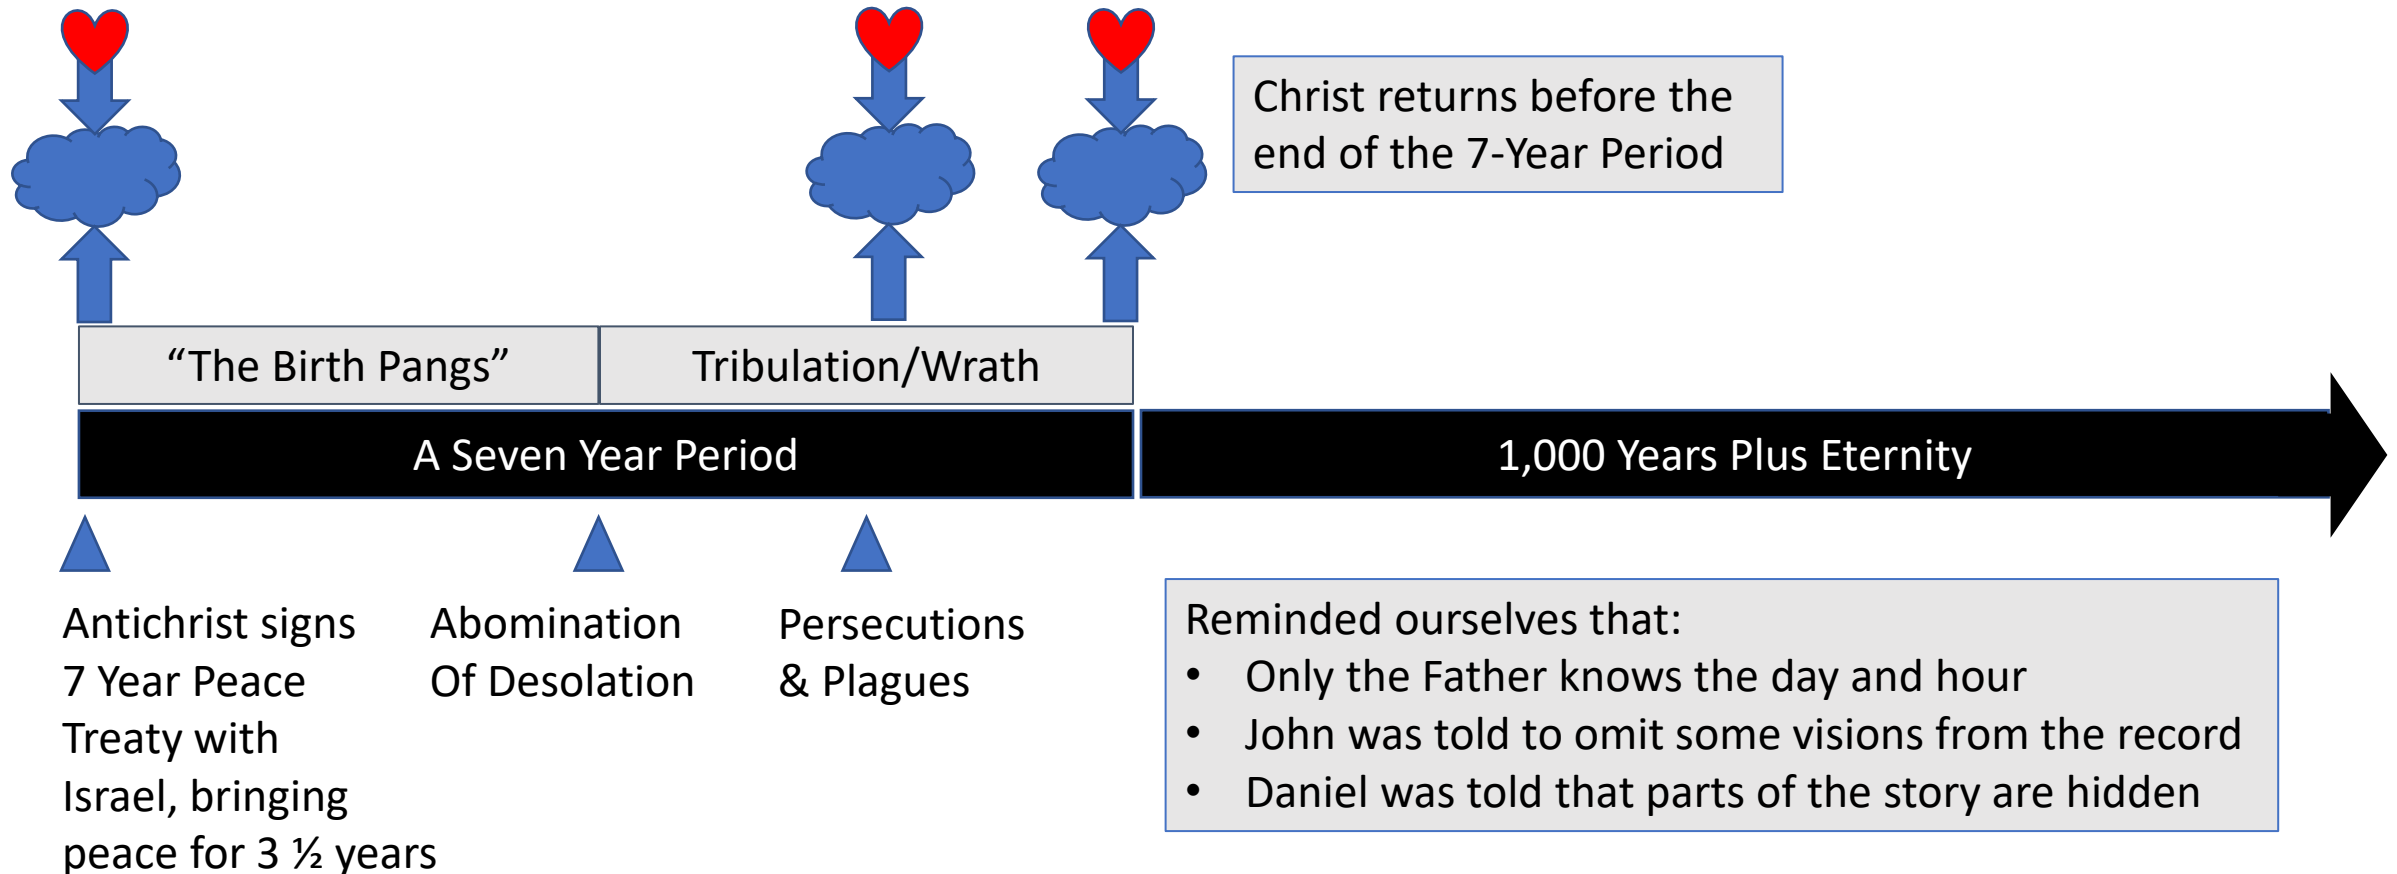 Christ returns before the
end of the 7-Year Period
“The Birth Pangs”
Tribulation/Wrath
A Seven Year Period
1,000 Years Plus Eternity
Antichrist signs
7 Year Peace
Treaty with
Israel, bringing
peace for 3 ½ years
Abomination
Of Desolation
Persecutions
& Plagues
Reminded ourselves that:
• Only the Father knows the day and hour
• John was told to omit some visions from the record
• Daniel was told that parts of the story are hidden